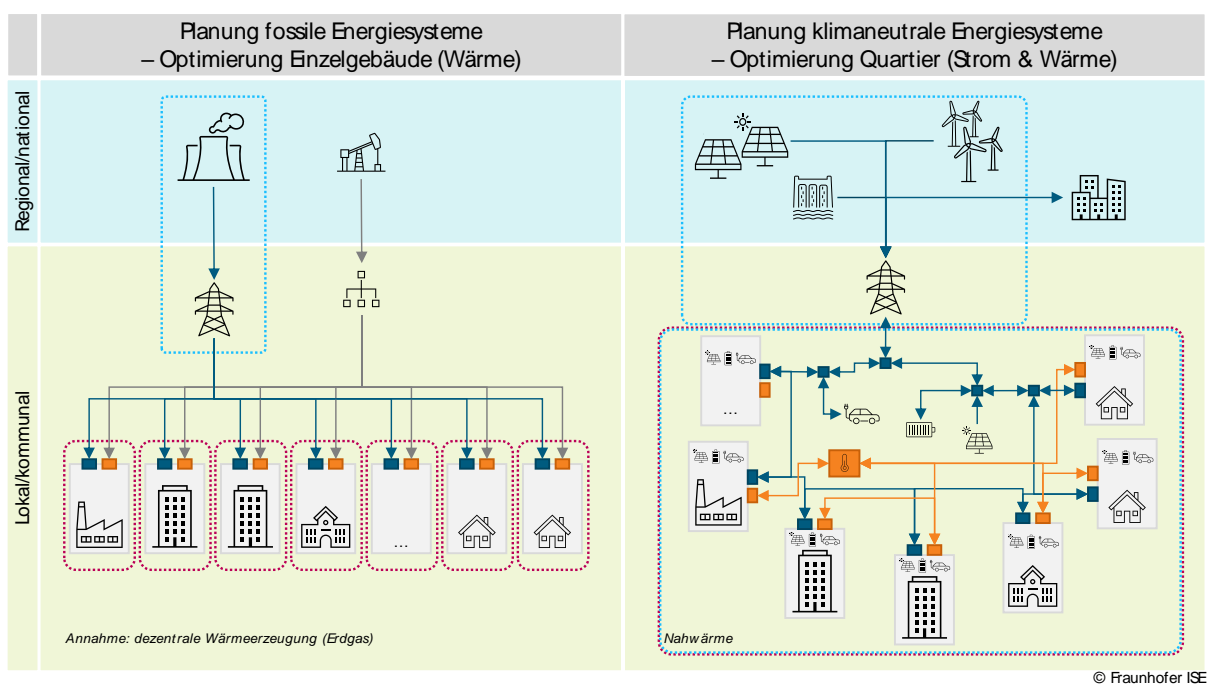 Planung fossile Energiesysteme
– Optimierung Einzelgebäude (Wärme)
Planung klimaneutrale Energiesysteme
– Optimierung Quartier (Strom & Wärme)
Regional/national
Lokal/kommunal
...
...
Annahme: dezentrale Wärmeerzeugung (Erdgas)
Nahwärme
© Fraunhofer ISE